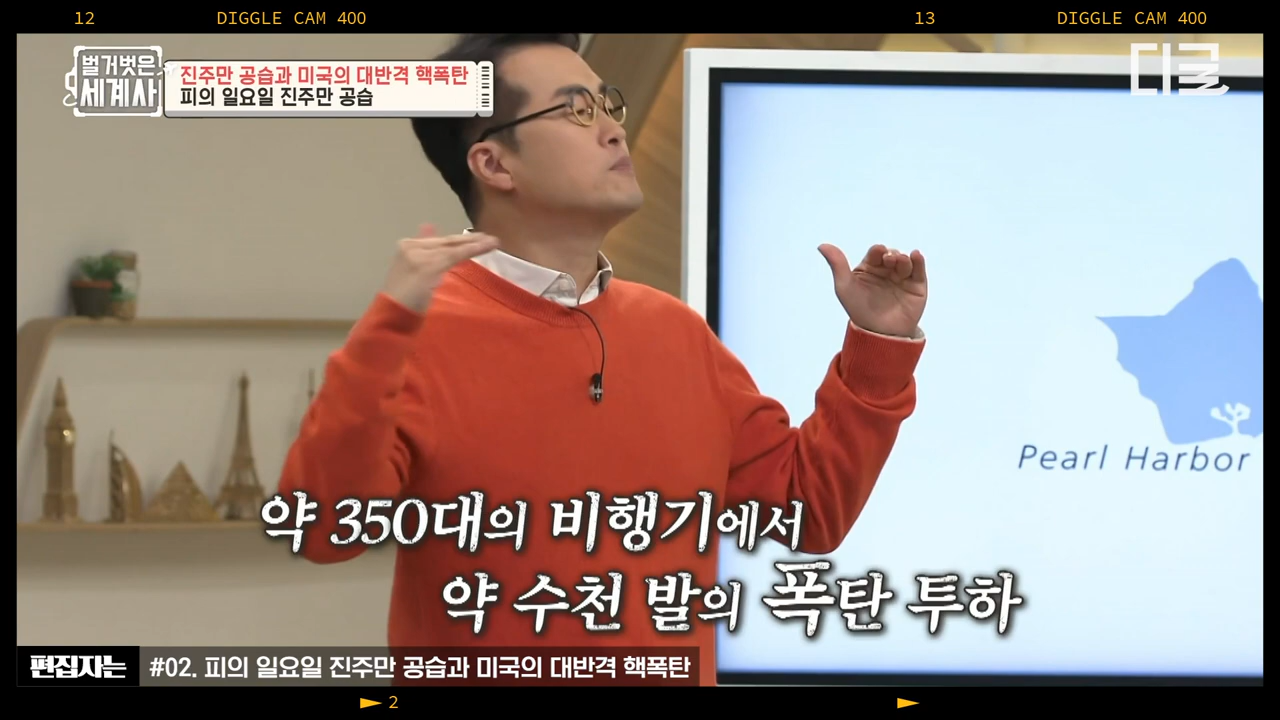 12
DIGGLE CAM 400
13
DIGGLE CAM 400
벌거벗은
세계사
진주만 공습과 미국의 대반격 핵폭탄
피의 일요일 진주만 공습
디글
Pearl Harbor
약 350대의 비행기에서
약 수천 발의 폭탄 투하
편집자는
#02. 피의 일요일 진주만 공습과 미국의 대반격 핵폭탄
2